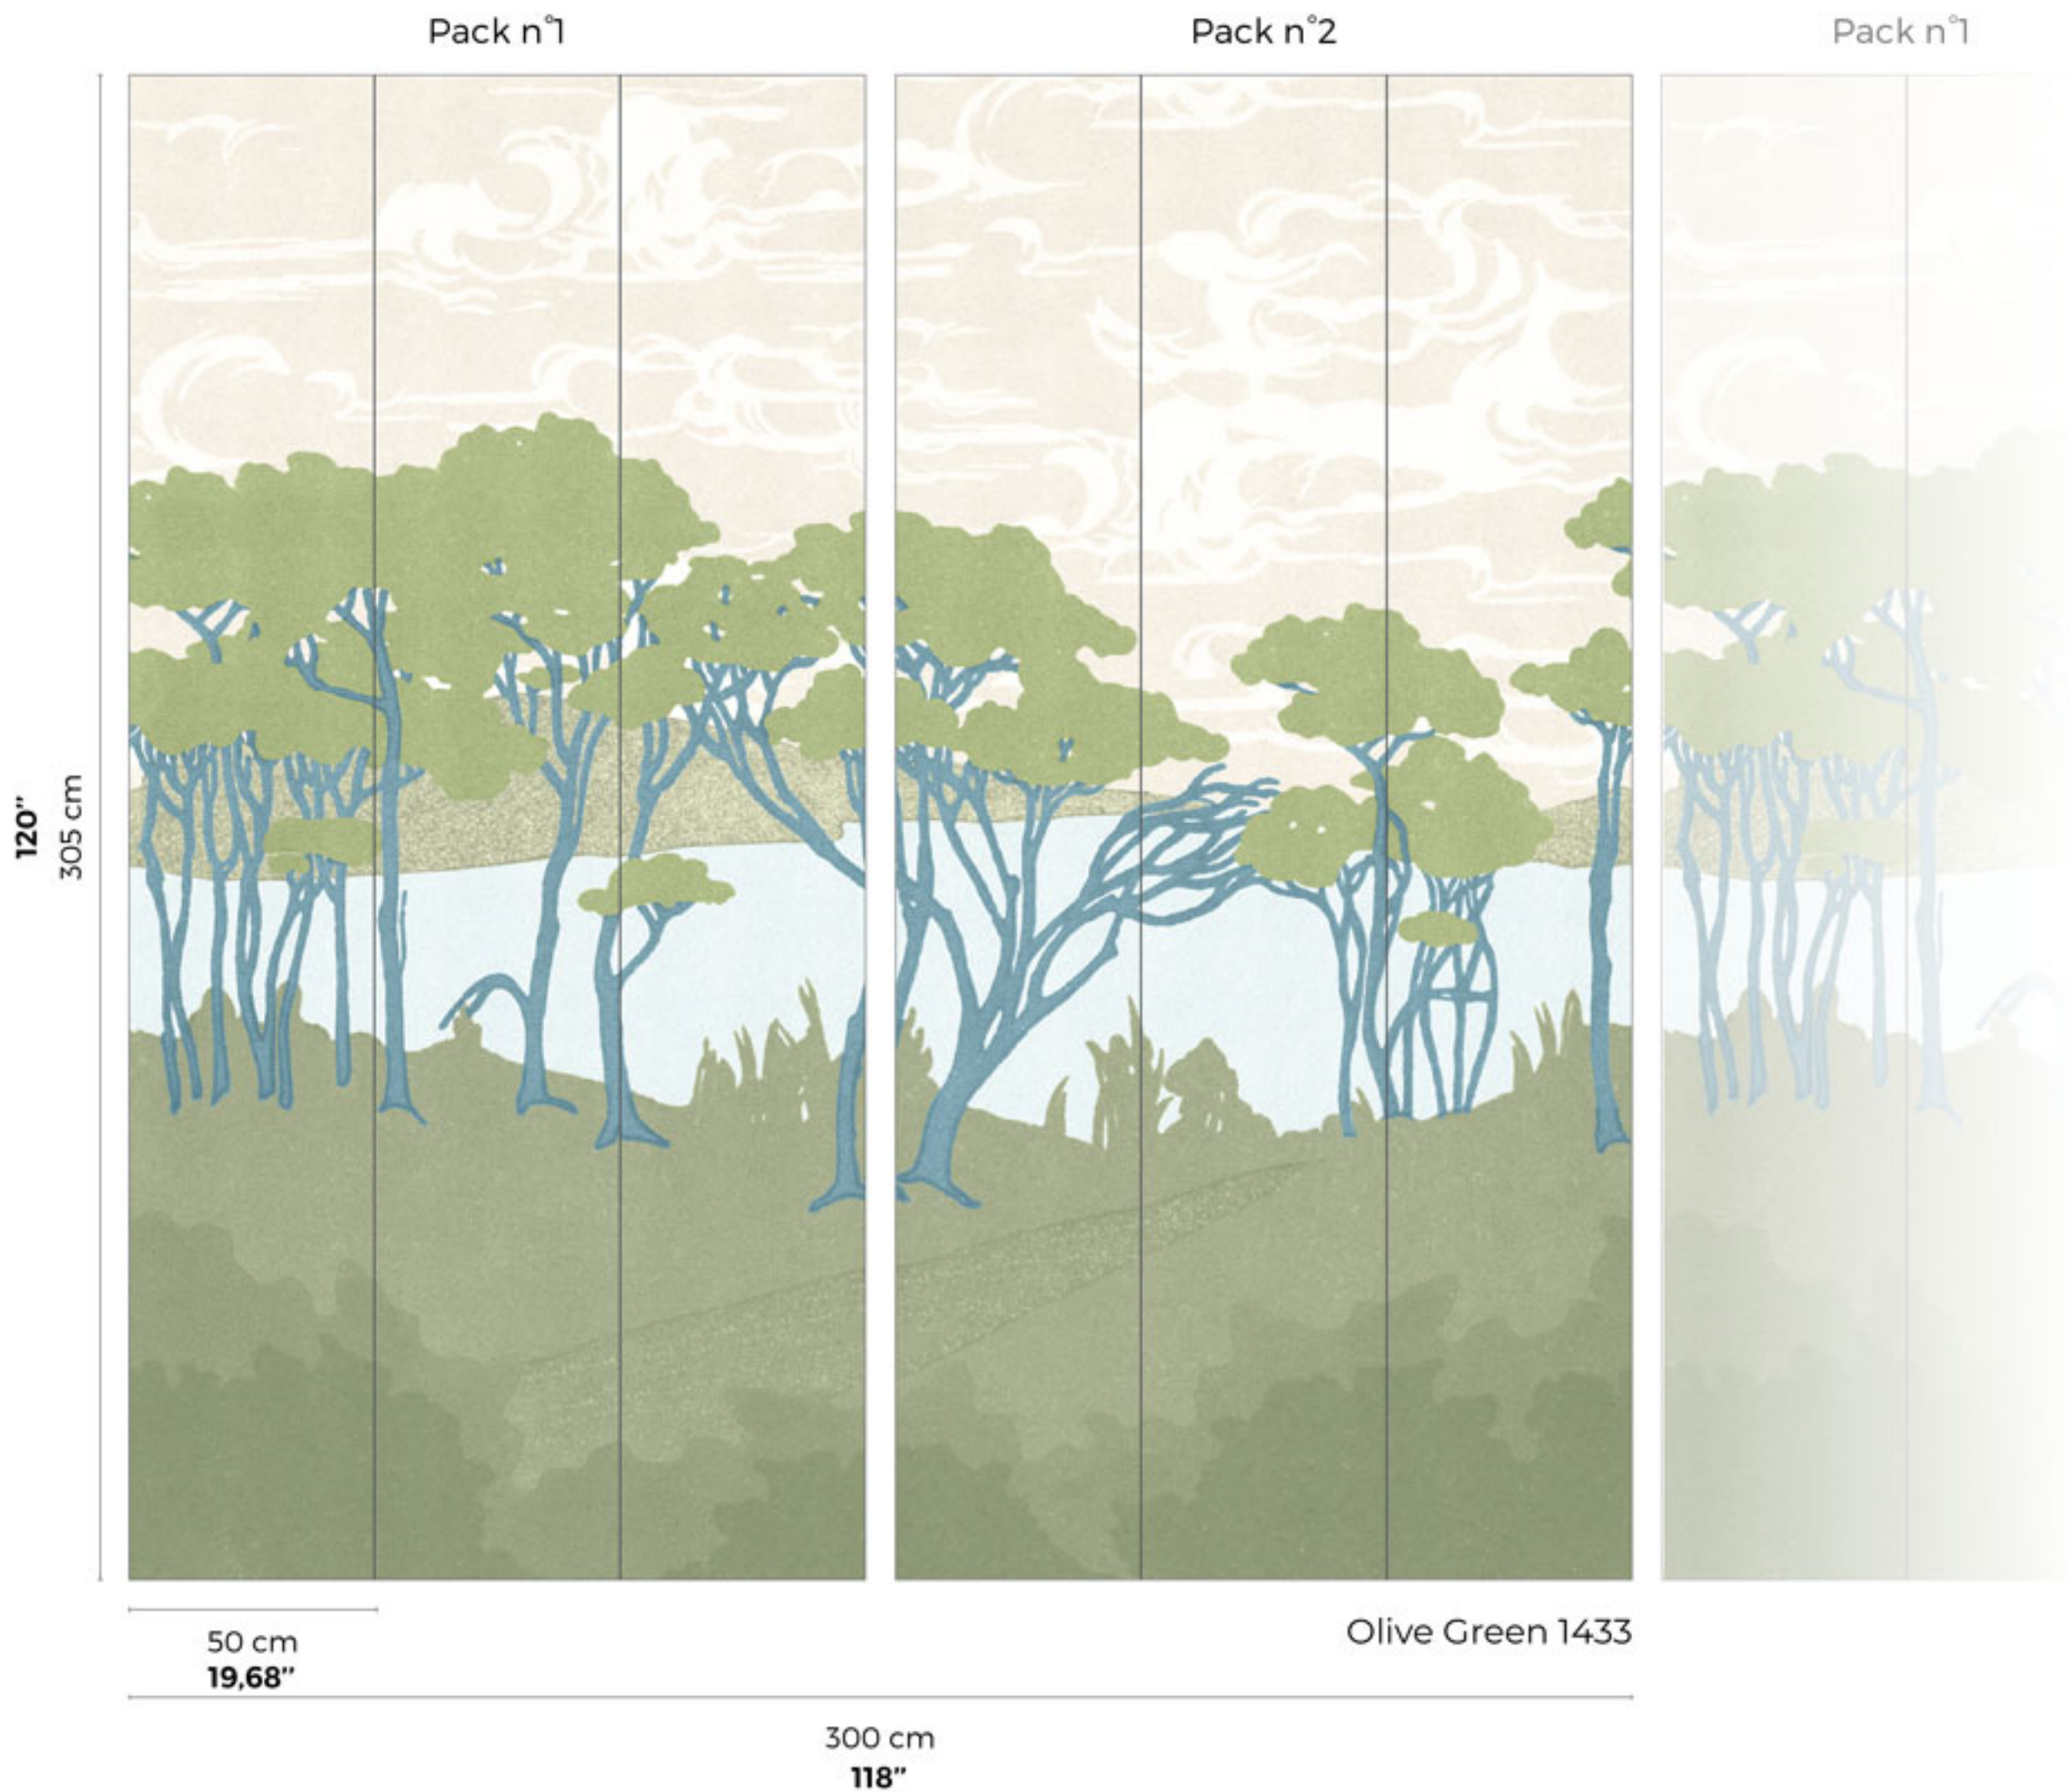 Pack n°1
Pack n°2
Pack n°1
120”
305 cm
50 cm
19,68”
Olive Green 1433
300 cm
118”